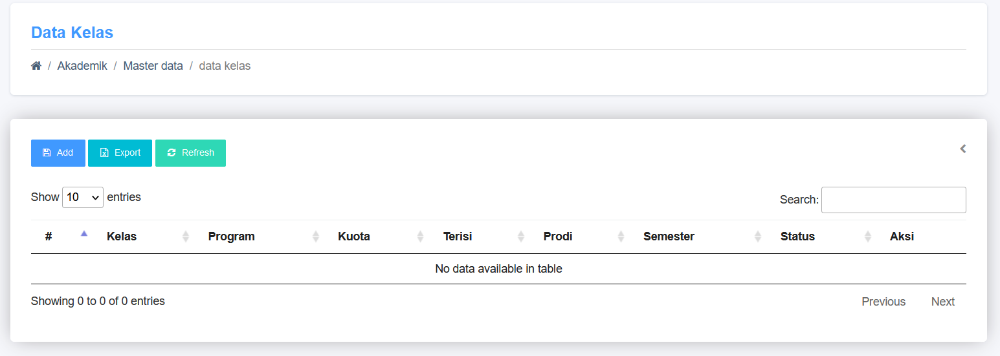 Data Kelas
/ Akademik / Master data / data kelas
Add Export Refresh
Show 10 entries Search:
# Kelas Program Kuota Terisi Prodi Semester Status Aksi
No data available in table
Showing 0 to 0 of 0 entries Previous Next